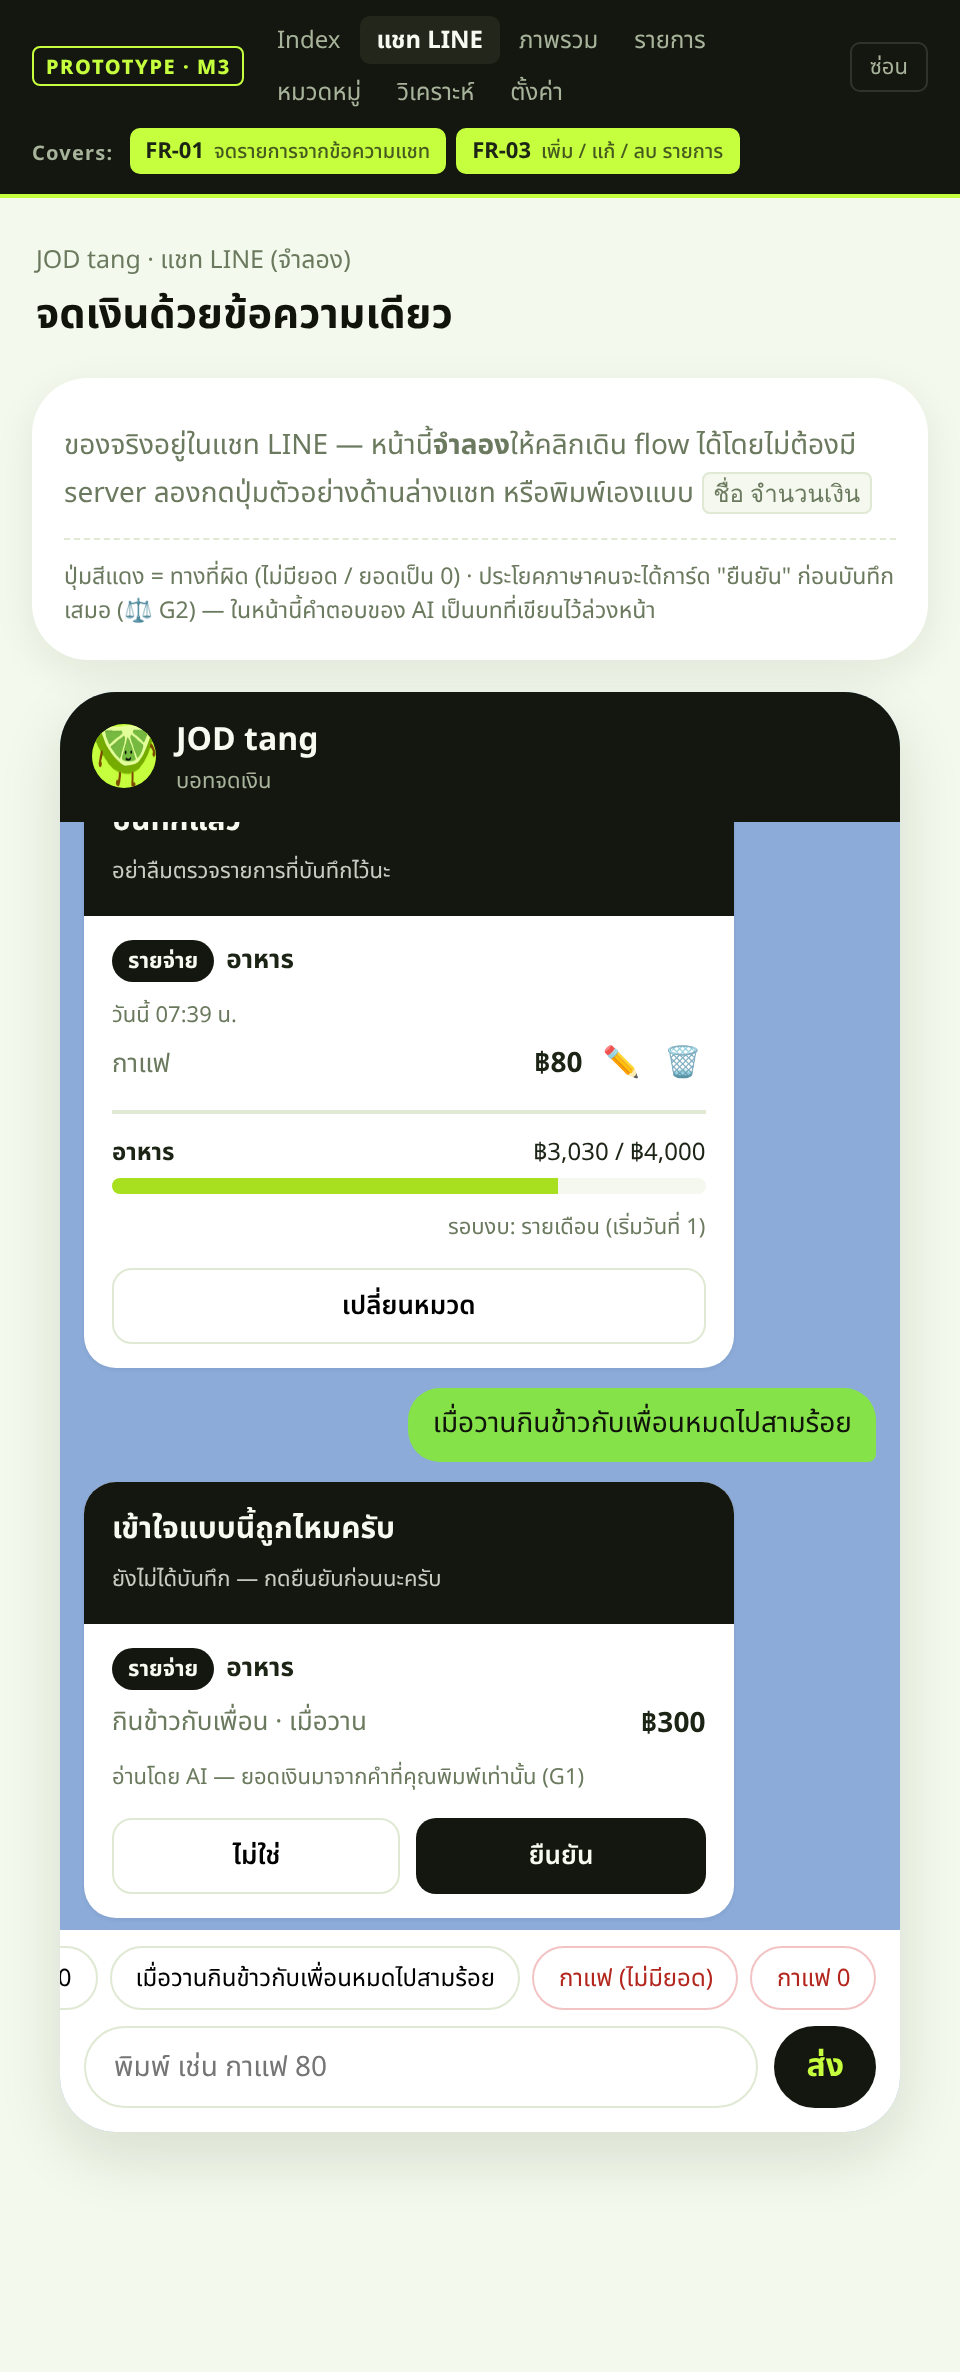 PROTOTYPE · M3
Index แชท LINE ภาพรวม รายการ
หมวดหมู่ วิเคราะห์ ตั้งค่า
ซ่อน
Covers: FR-01 จดรายการจากข้อความแชท FR-03 เพิ่ม / แก้ / ลบ รายการ
JOD tang · แชท LINE (จำลอง)
จดเงินด้วยข้อความเดียว
ของจริงอยู่ในแชท LINE — หน้านี้จำลองให้คลิกเดิน flow ได้โดยไม่ต้องมี
server ลองกดปุ่มตัวอย่างด้านล่างแชท หรือพิมพ์เองแบบ ชื่อ จำนวนเงิน
ปุ่มสีแดง = ทางที่ผิด (ไม่มียอด / ยอดเป็น 0) · ประโยคภาษาคนจะได้การ์ด "ยืนยัน" ก่อนบันทึก
เสมอ (⚖️ G2) — ในหน้านี้คำตอบของ AI เป็นบทที่เขียนไว้ล่วงหน้า
JOD tang
บอทจดเงิน
บันทึกแล้ว
อย่าลืมตรวจรายการที่บันทึกไว้นะ
รายจ่าย อาหาร
วันนี้ 07:39 น.
กาแฟ ฿80 ✏️ 🗑️
อาหาร ฿3,030 / ฿4,000
รอบงบ: รายเดือน (เริ่มวันที่ 1)
เปลี่ยนหมวด
เมื่อวานกินข้าวกับเพื่อนหมดไปสามร้อย
เข้าใจแบบนี้ถูกไหมครับ
ยังไม่ได้บันทึก — กดยืนยันก่อนนะครับ
รายจ่าย อาหาร
กินข้าวกับเพื่อน · เมื่อวาน ฿300
อ่านโดย AI — ยอดเงินมาจากคำที่คุณพิมพ์เท่านั้น (G1)
ไม่ใช่ ยืนยัน
0 เมื่อวานกินข้าวกับเพื่อนหมดไปสามร้อย กาแฟ (ไม่มียอด) กาแฟ 0
พิมพ์ เช่น กาแฟ 80 ส่ง